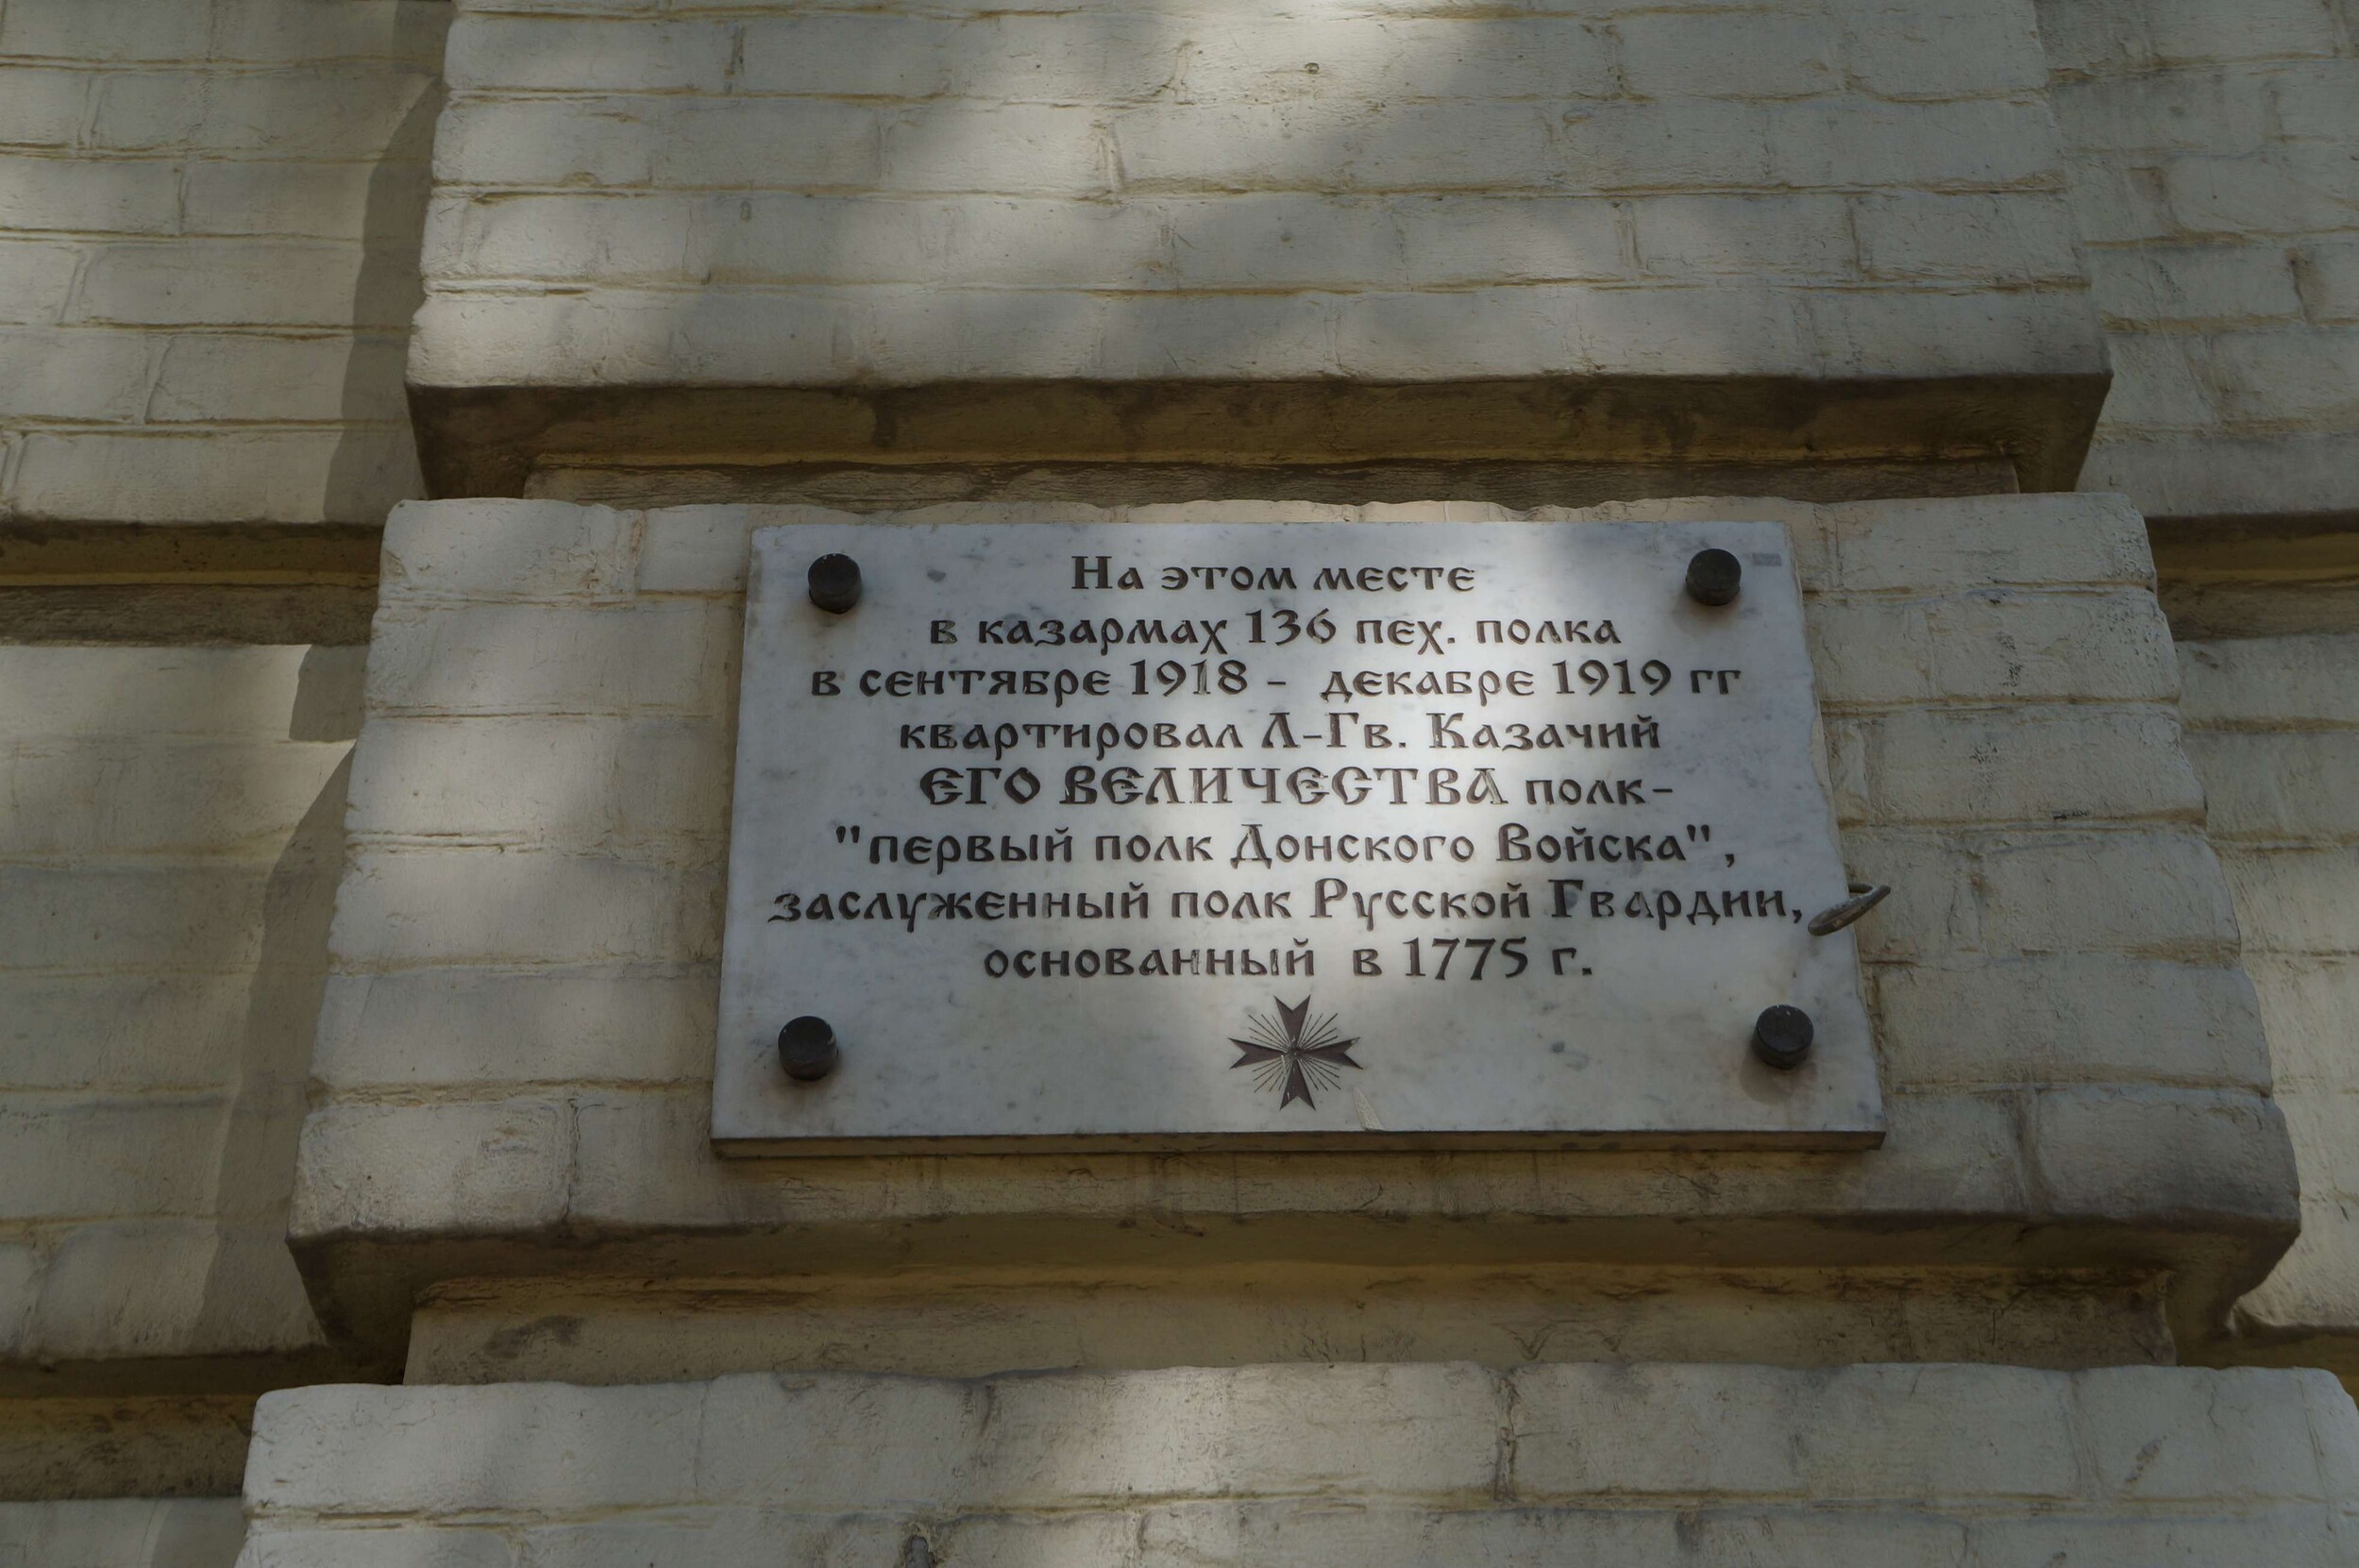 На этом месте
в казармах 136 пех. полка
в сентябре 1918 - декабре 1919 гг
квартировал Л-Гв. Казачий
ЕГО ВЕЛИЧЕСТВА полк-
"первый полк Донского Войска",
заслуженный полк Русской Гвардии,
основанный в 1775 г.